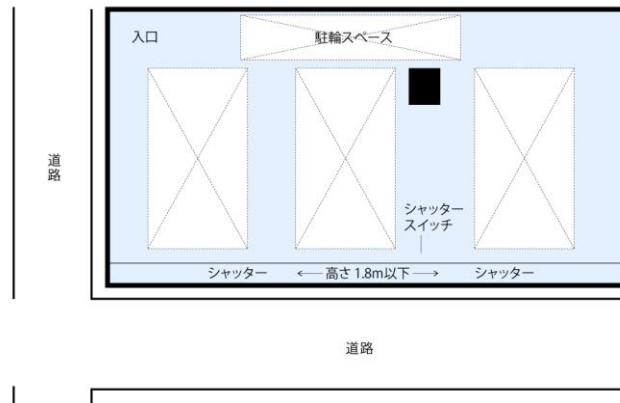 入口
駐輪スペース
道路
シャッター
スイッチ
シャッター
←高さ 1.8m以下→
シャッター
道路